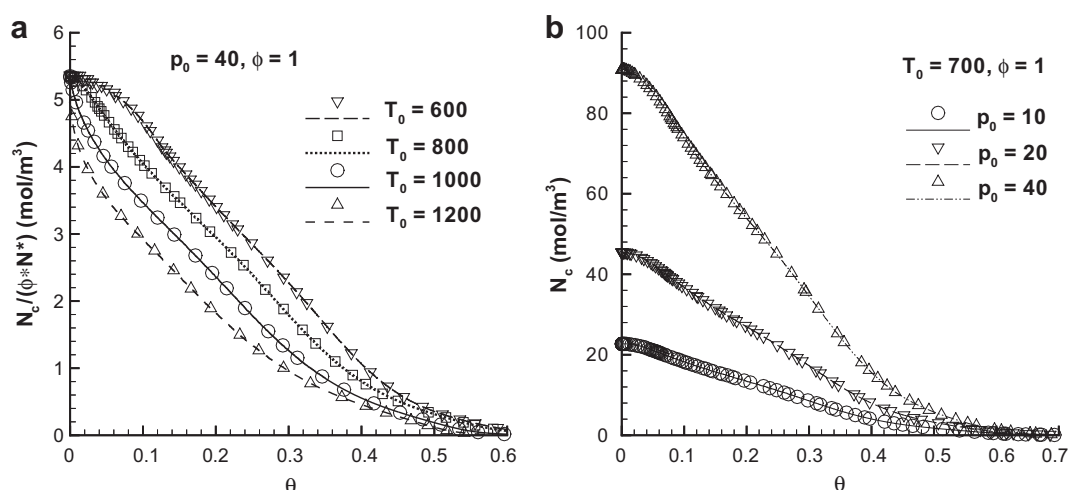 a
p₀ = 40, ϕ = 1
T₀ = 600
T₀ = 800
T₀ = 1000
T₀ = 1200
N_c/(ϕ*N*) (mol/m³)
6
5
4
3
2
1
0
0 0.1 0.2 0.3 0.4 0.5 0.6
θ
b
T₀ = 700, ϕ = 1
p₀ = 10
p₀ = 20
p₀ = 40
N_c (mol/m³)
100
80
60
40
20
0
0 0.1 0.2 0.3 0.4 0.5 0.6 0.7
θ